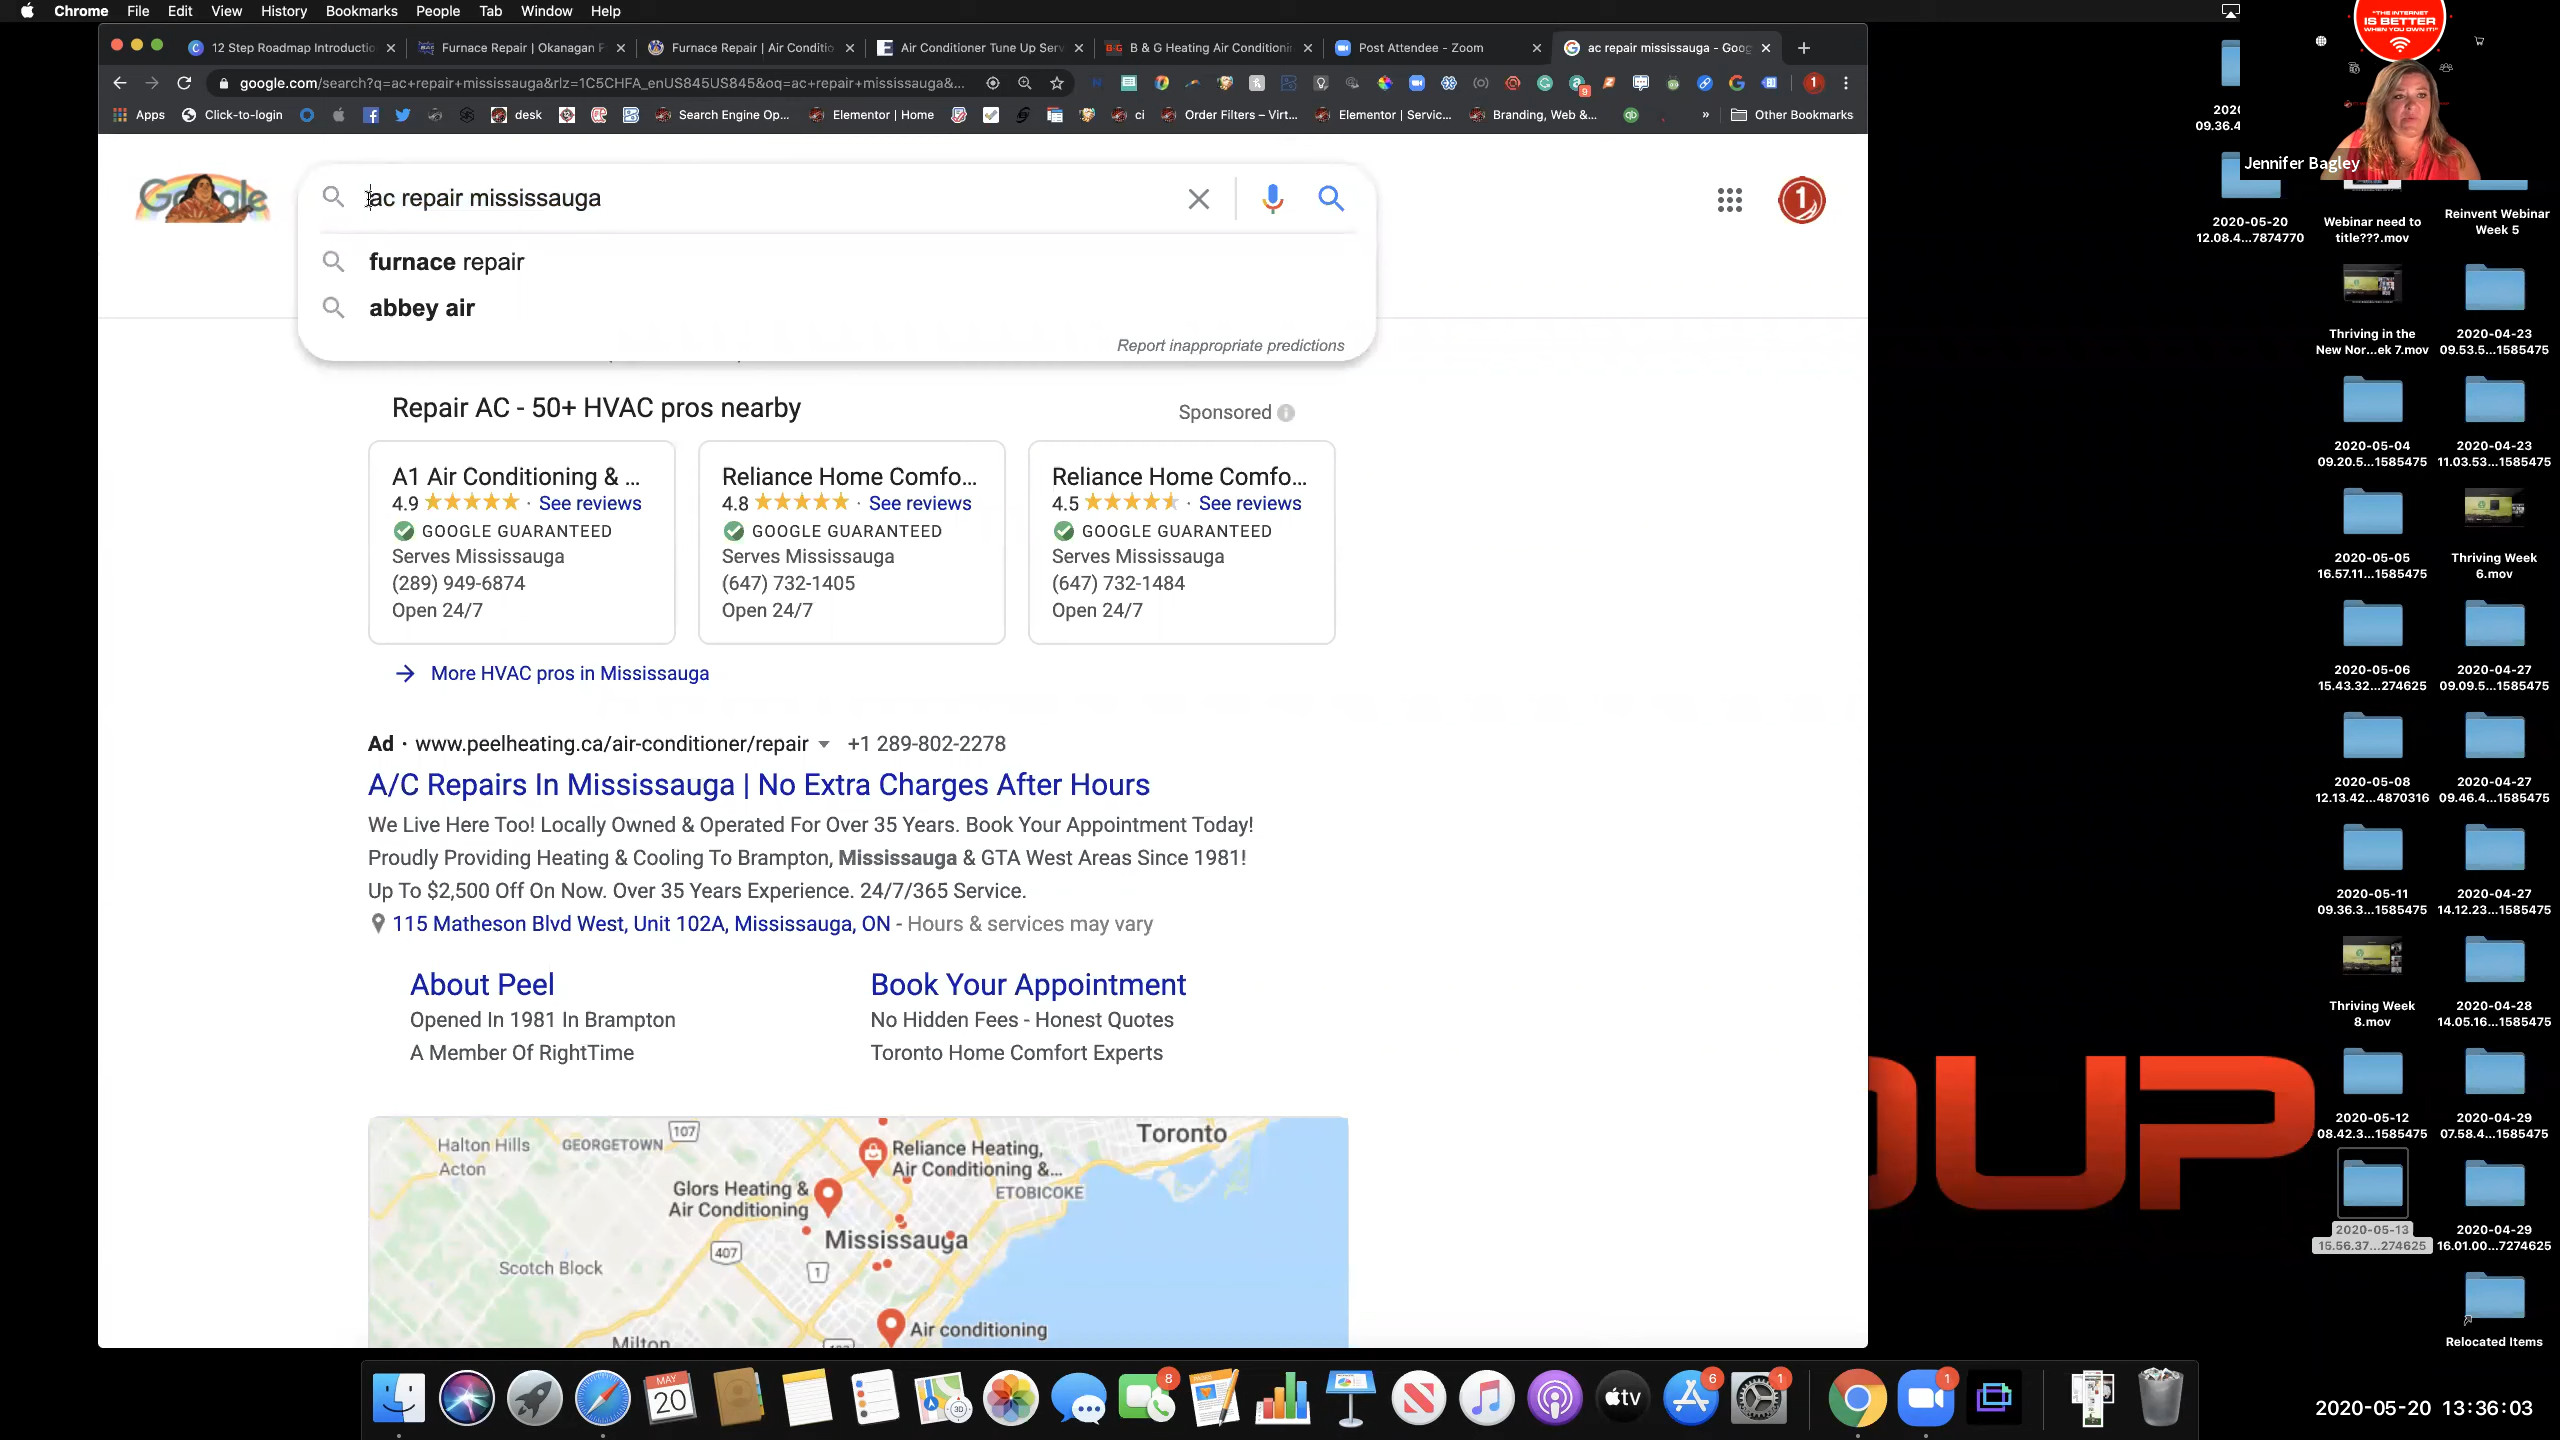 Chrome File Edit View History Bookmarks People Tab Window Help
12 Step Roadmap Introductio
Furnace Repair | Okanagan
Furnace Repair | Air Conditio
Air Conditioner Tune Up Serv
B & G Heating Air Conditionin
Post Attendee - Zoom
ac repair mississauga - Goog
google.com/search?q=ac+repair+mississauga&rlz=1C5CHFA_enUS845US845&oq=ac+repair+mississauga&...
Apps Click-to-login desk Search Engine Op... Elementor | Home ci Order Filters – Virt... Elementor | Servic... Branding, Web &... » Other Bookmarks
"THE INTERNET
IS BETTER
WHEN YOU OWN IT!"
Jennifer Bagley
Google
ac repair mississauga
furnace repair
abbey air
Report inappropriate predictions
Repair AC - 50+ HVAC pros nearby
Sponsored
A1 Air Conditioning & ...
4.9 · See reviews
GOOGLE GUARANTEED
Serves Mississauga
(289) 949-6874
Open 24/7
Reliance Home Comfo...
4.8 · See reviews
GOOGLE GUARANTEED
Serves Mississauga
(647) 732-1405
Open 24/7
Reliance Home Comfo...
4.5 · See reviews
GOOGLE GUARANTEED
Serves Mississauga
(647) 732-1484
Open 24/7
More HVAC pros in Mississauga
Ad · www.peelheating.ca/air-conditioner/repair +1 289-802-2278
A/C Repairs In Mississauga | No Extra Charges After Hours
We Live Here Too! Locally Owned & Operated For Over 35 Years. Book Your Appointment Today!
Proudly Providing Heating & Cooling To Brampton, Mississauga & GTA West Areas Since 1981!
Up To $2,500 Off On Now. Over 35 Years Experience. 24/7/365 Service.
115 Matheson Blvd West, Unit 102A, Mississauga, ON - Hours & services may vary
About Peel
Opened In 1981 In Brampton
A Member Of RightTime
Book Your Appointment
No Hidden Fees - Honest Quotes
Toronto Home Comfort Experts
Halton Hills
Acton
GEORGETOWN
107
Toronto
Reliance Heating,
Air Conditioning &...
ETOBICOKE
Glors Heating &
Air Conditioning
Mississauga
407
1
Scotch Block
Milton
Air conditioning
2020-05-20
12.08.4...7874770
Webinar need to
title???.mov
Reinvent Webinar
Week 5
Thriving in the
New Nor...ek 7.mov
2020-04-23
09.53.5...1585475
2020-05-04
09.20.5...1585475
2020-04-23
11.03.53...1585475
2020-05-05
16.57.11...1585475
Thriving Week
6.mov
2020-05-06
15.43.32...274625
2020-04-27
09.09.5...1585475
2020-05-08
12.13.42...4870316
2020-04-27
09.46.4...1585475
2020-05-11
09.36.3...1585475
2020-04-27
14.12.23...1585475
Thriving Week
8.mov
2020-04-28
14.05.16...1585475
2020-05-12
08.42.3...1585475
2020-04-29
07.58.4...1585475
2020-05-13
15.56.37...274625
2020-04-29
16.01.00...7274625
Relocated Items
OUP
MAY
20
8
tv
6
1
1
2020-05-20 13:36:03